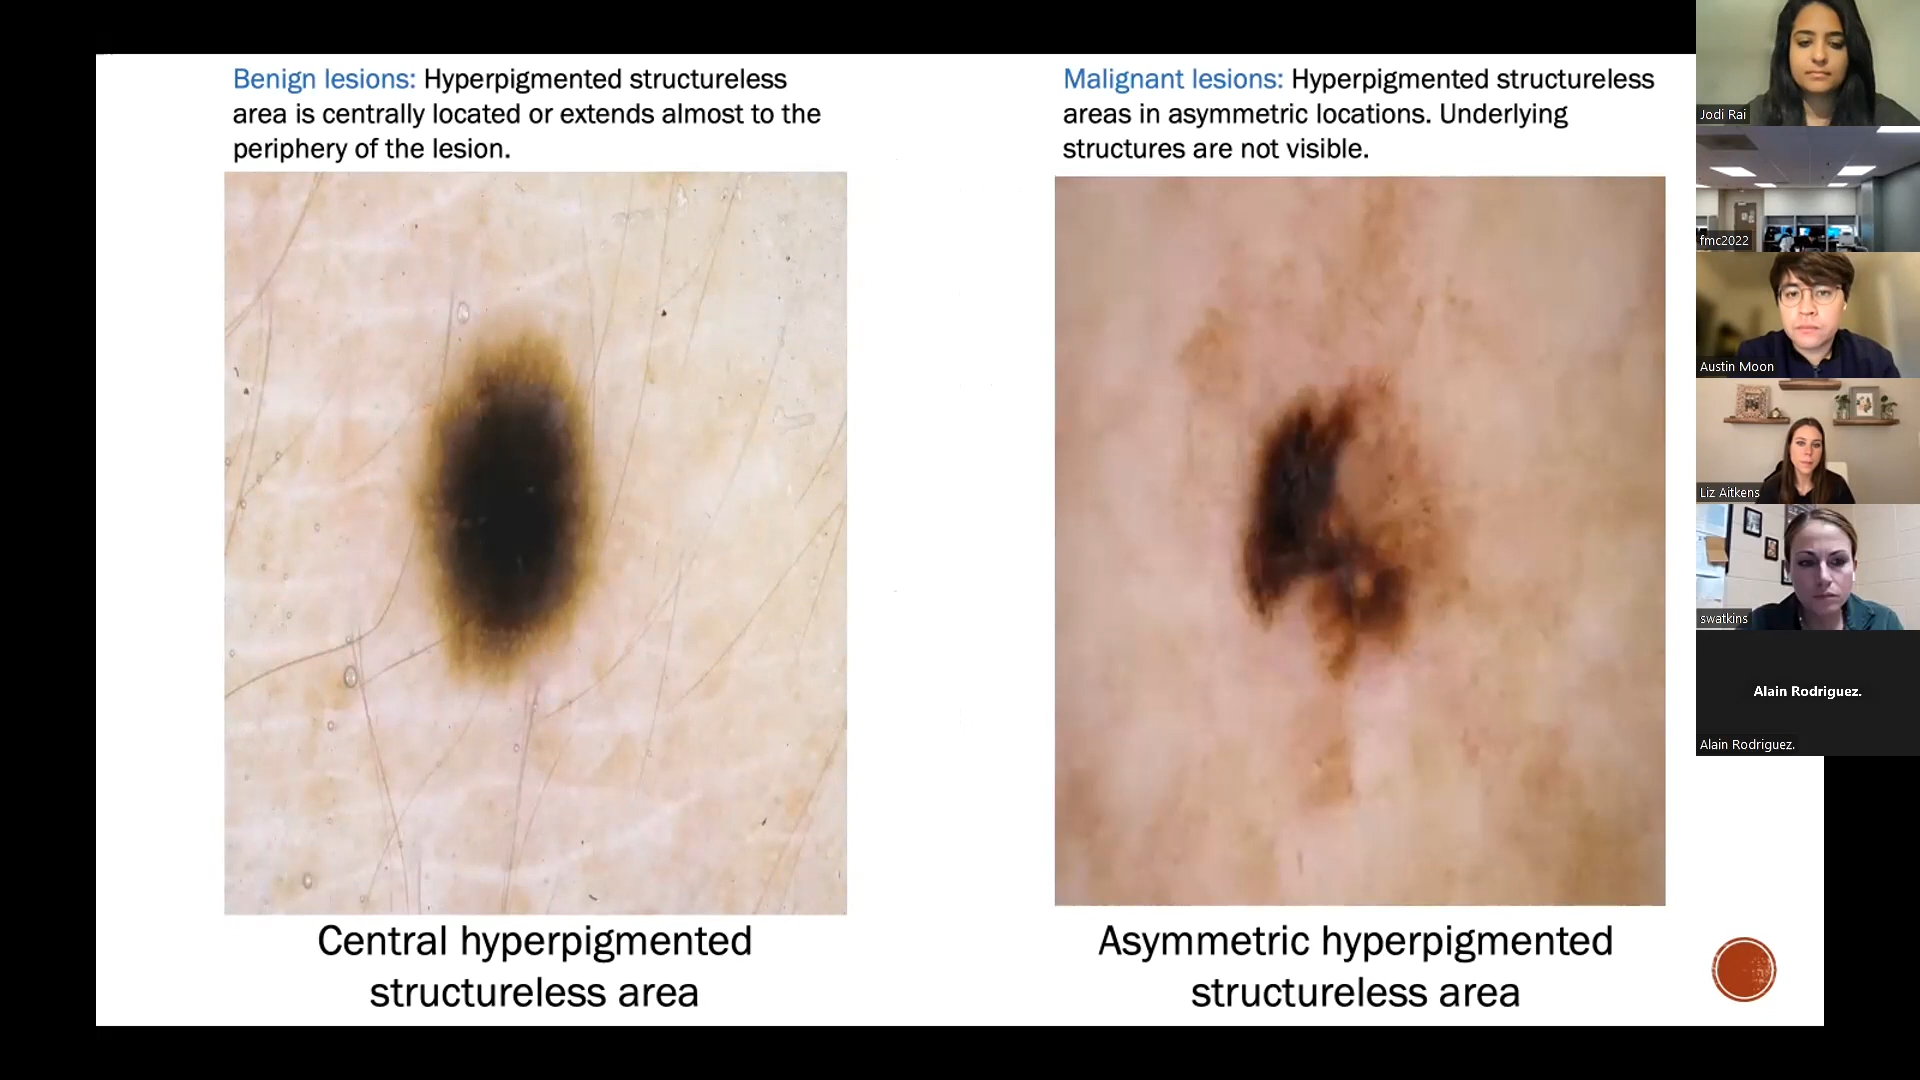 Benign lesions: Hyperpigmented structureless
area is centrally located or extends almost to the
periphery of the lesion.
Malignant lesions: Hyperpigmented structureless
areas in asymmetric locations. Underlying
structures are not visible.
Central hyperpigmented
structureless area
Asymmetric hyperpigmented
structureless area
Jodi Rai
fmc2022
Austin Moon
Liz Aitkens
swatkins
Alain Rodriguez.
Alain Rodriguez.